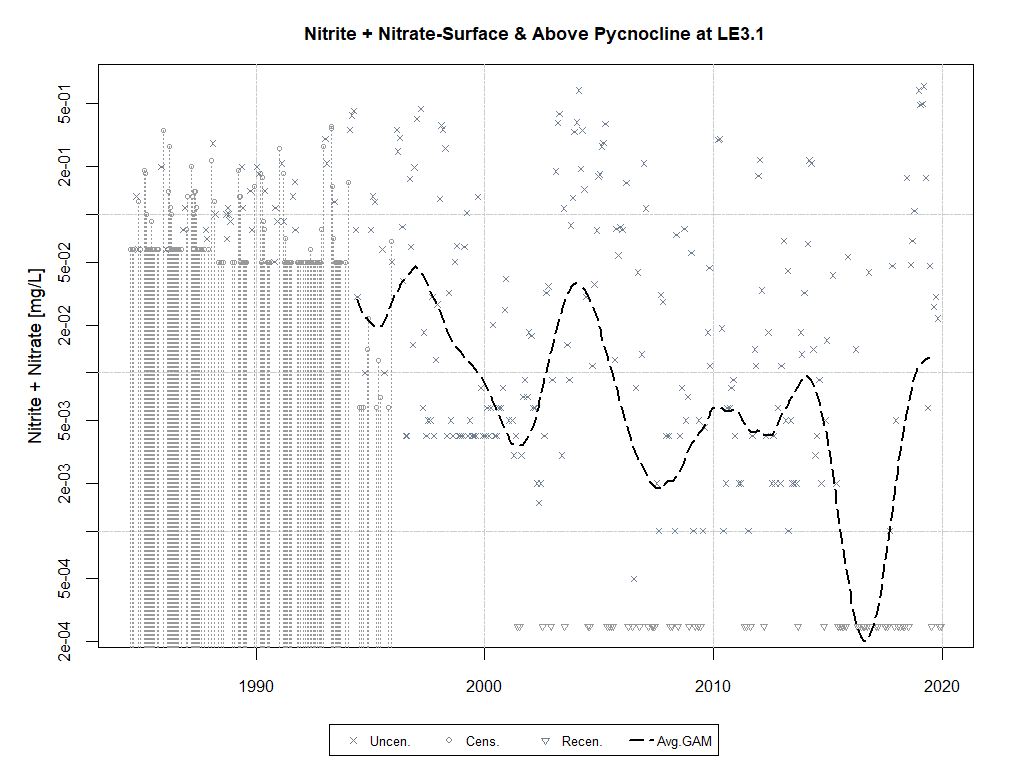 Nitrite + Nitrate-Surface & Above Pycnocline at LE3.1
Nitrite + Nitrate [mg/L]
5e-01
2e-01
5e-02
2e-02
5e-03
2e-03
5e-04
2e-04
1990 2000 2010 2020
Uncen. Cens. Recen. Avg.GAM